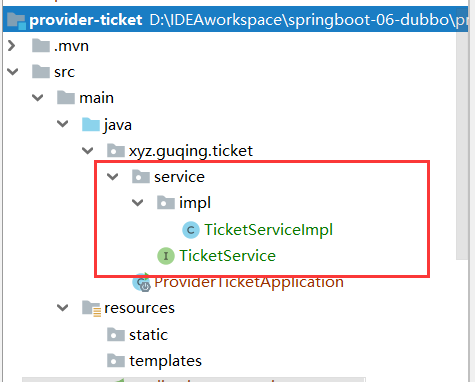 provider-ticket D:\IDEAworkspace\springboot-06-dubbo\pr
.mvn
src
main
java
xyz.guqing.ticket
service
impl
C TicketServiceImpl
I TicketService
ProviderTicketApplication
resources
static
templates